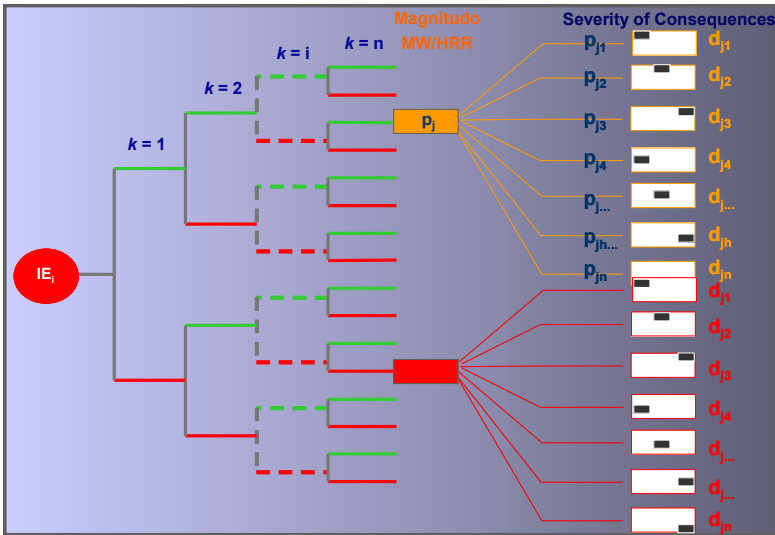 Magnitudo
MW/HRR
Severity of Consequences
k = 1
k = 2
k = i
k = n
IEi
pj
pj1 dj1
pj2 dj2
pj3 dj3
pj4 dj4
pj... dj...
pjh... djh
pjn djn
dj1
dj2
dj3
dj4
dj...
dj...
djn